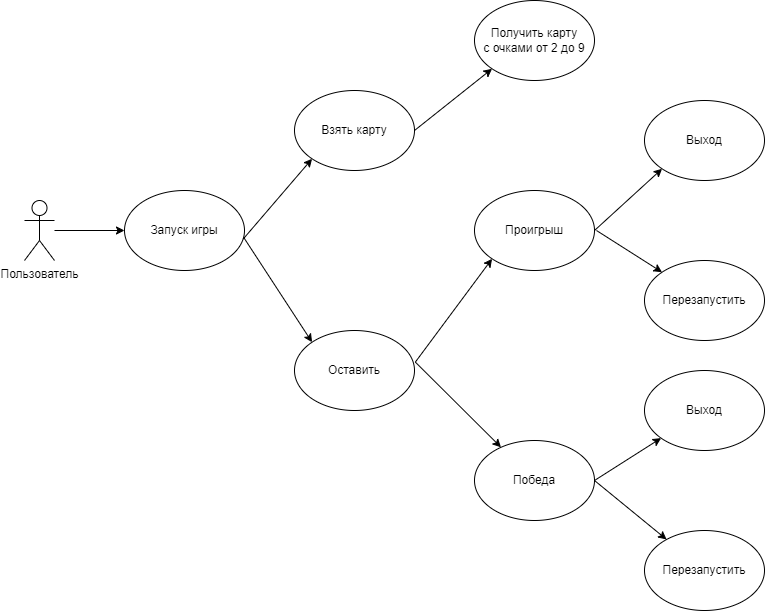 Получить карту
с очками от 2 до 9
Взять карту
Выход
Запуск игры
Проигрыш
Пользователь
Перезапустить
Оставить
Выход
Победа
Перезапустить